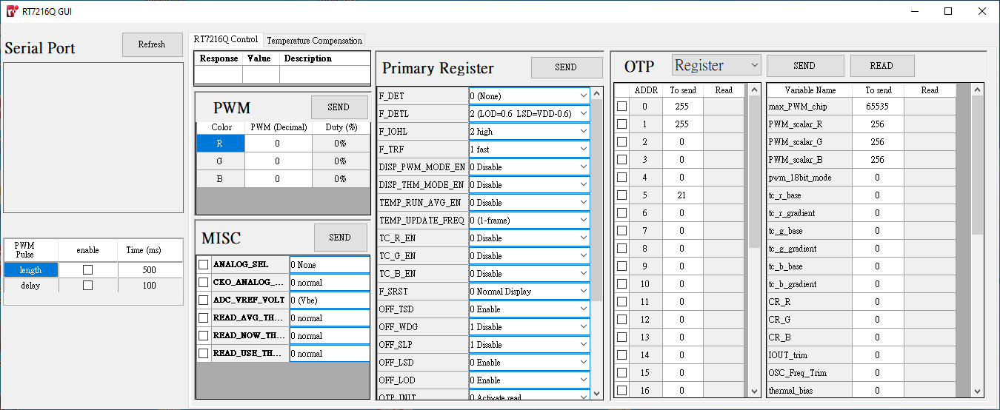 RT7216Q GUI
Serial Port
Refresh
PWM Pulse enable Time (ms)
length 500
delay 100
RT7216Q Control Temperature Compensation
Response Value Description
PWM SEND
Color PWM (Decimal) Duty (%)
R 0 0%
G 0 0%
B 0 0%
MISC SEND
ANALOG_SEL 0 None
CKO_ANALOG_... 0 normal
ADC_VREF_VOLT 0 (Vbe)
READ_AVG_TH... 0 normal
READ_NOW_TH... 0 normal
READ_USE_TH... 0 normal
Primary Register SEND
F_DET 0 (None)
F_DETL 2 (LOD=0.6 LSD=VDD-0.6)
F_IOHL 2 high
F_TRF 1 fast
DISP_PWM_MODE_EN 0 Disable
DISP_THM_MODE_EN 0 Disable
TEMP_RUN_AVG_EN 0 Disable
TEMP_UPDATE_FREQ 0 (1-frame)
TC_R_EN 0 Disable
TC_G_EN 0 Disable
TC_B_EN 0 Disable
F_SRST 0 Normal Display
OFF_TSD 0 Enable
OFF_WDG 1 Disable
OFF_SLP 1 Disable
OFF_LSD 0 Enable
OFF_LOD 0 Enable
OTP_INIT 0 Activate read
OTP Register SEND READ
ADDR To send Read
0 255
1 255
2 0
3 0
4 0
5 21
6 0
7 0
8 0
9 0
10 0
11 0
12 0
13 0
14 0
15 0
16 0
Variable Name To send Read
max_PWM_chip 65535
PWM_scalar_R 256
PWM_scalar_G 256
PWM_scalar_B 256
pwm_18bit_mode 0
tc_r_base 0
tc_r_gradient 0
tc_g_base 0
tc_g_gradient 0
tc_b_base 0
tc_b_gradient 0
CR_R 0
CR_G 0
CR_B 0
IOUT_trim 0
OSC_Freq_Trim 0
thermal_bias 0